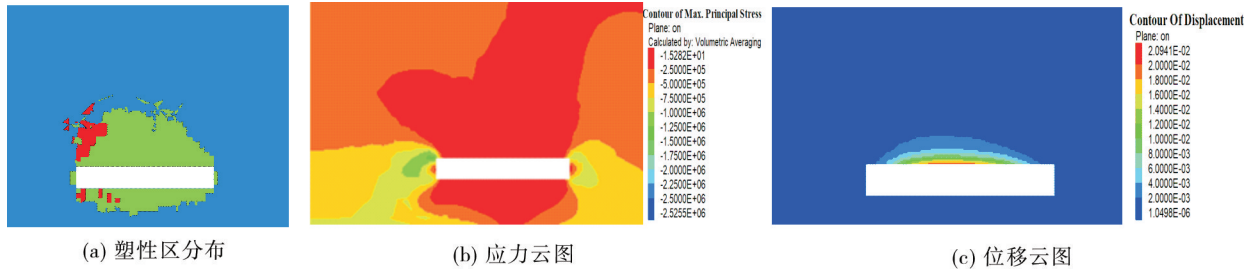 Contour of Max. Principal Stress
Plane: on
Calculated by: Volumetric Averaging
-1.5282E+01
-2.5000E+05
-5.0000E+05
-7.5000E+05
-1.0000E+06
-1.2500E+06
-1.5000E+06
-1.7500E+06
-2.0000E+06
-2.2500E+06
-2.5000E+06
-2.5255E+06
Contour Of Displacement
Plane: on
2.0941E-02
2.0000E-02
1.8000E-02
1.6000E-02
1.4000E-02
1.2000E-02
1.0000E-02
8.0000E-03
6.0000E-03
4.0000E-03
2.0000E-03
1.0498E-06
(a) 塑性区分布
(b) 应力云图
(c) 位移云图